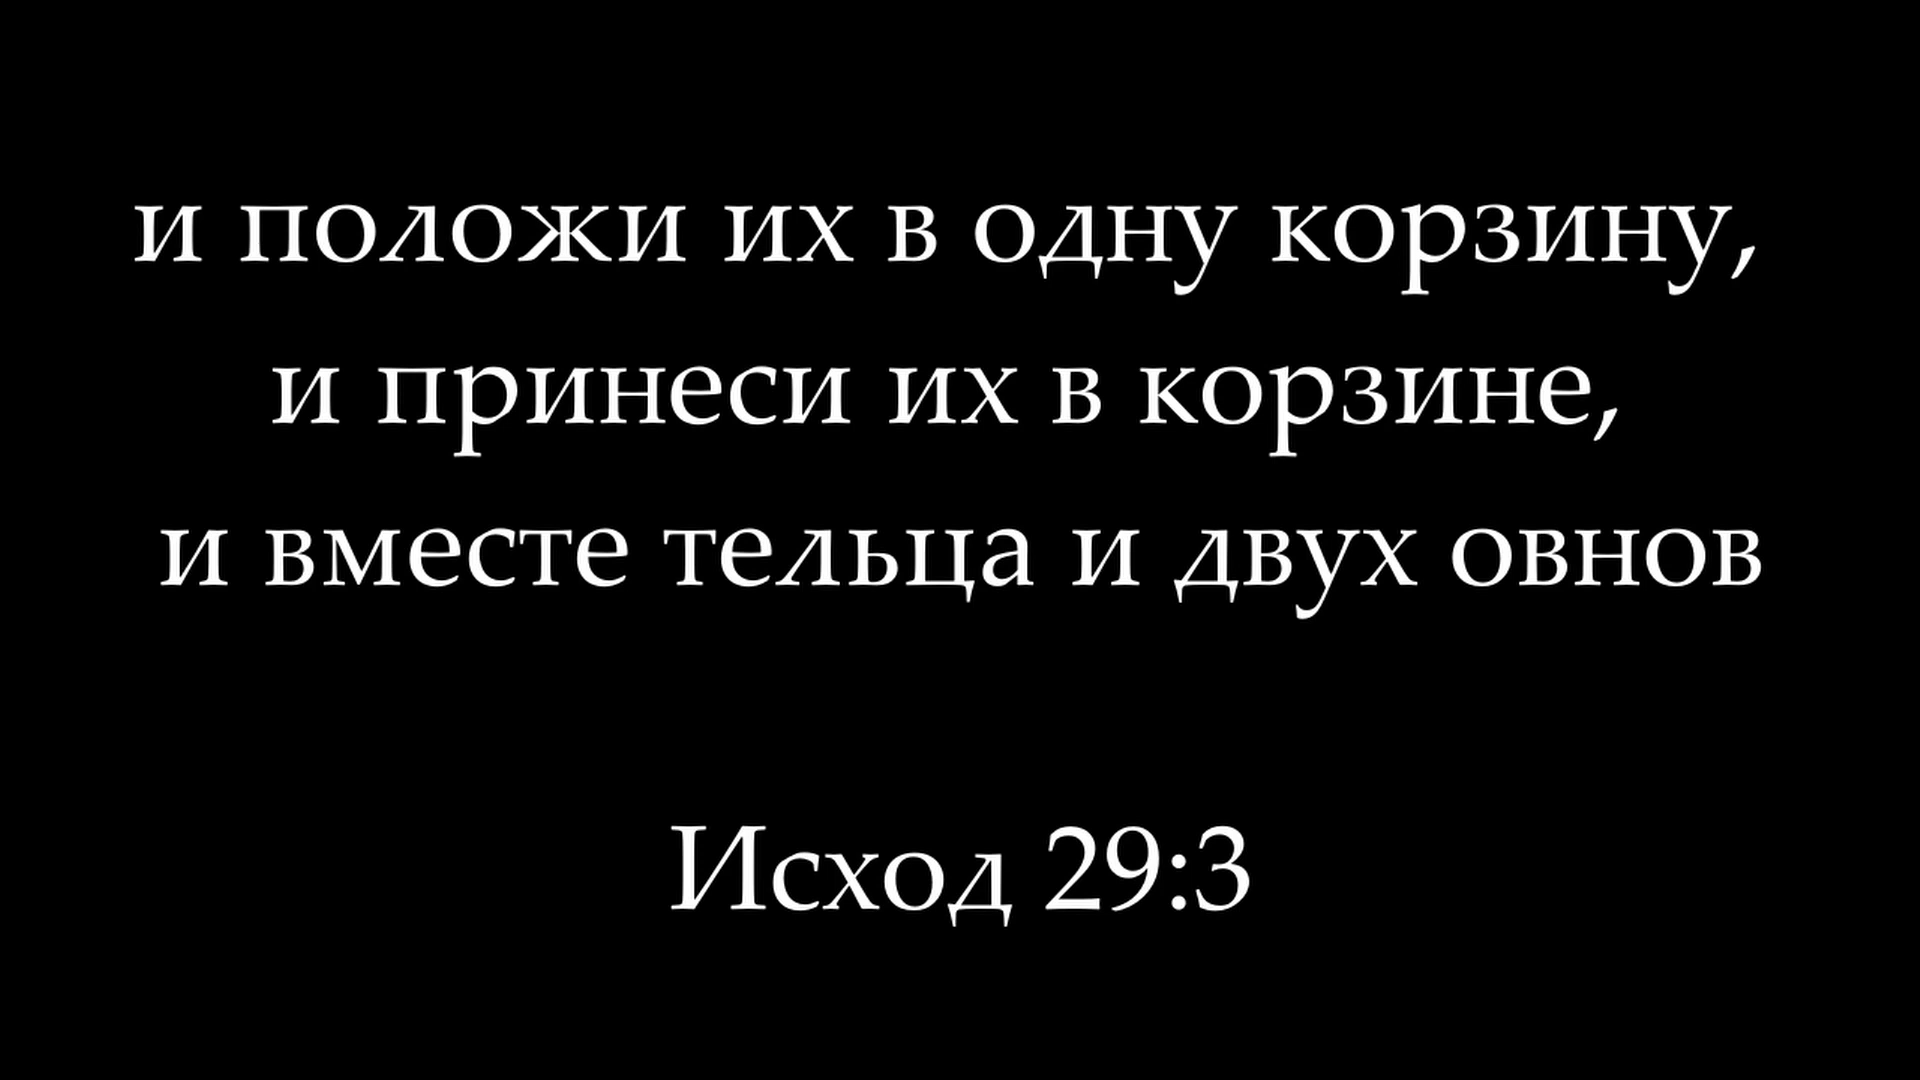 и положи их в одну корзину,
и принеси их в корзине,
и вместе тельца и двух овнов
Исход 29:3